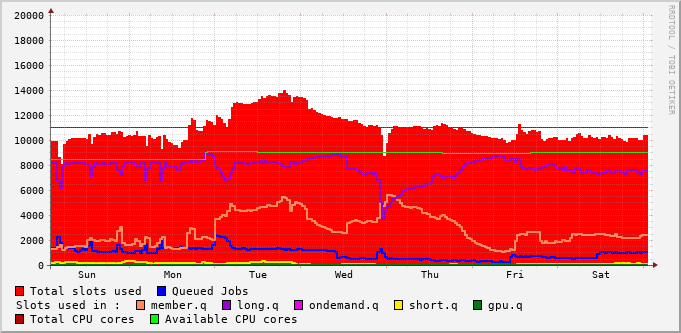 RRDTOOL / TOBI OETIKER
20000
18000
16000
14000
12000
10000
8000
6000
4000
2000
0
Sun Mon Tue Wed Thu Fri Sat
Total slots used Queued Jobs
Slots used in : member.q long.q ondemand.q short.q gpu.q
Total CPU cores Available CPU cores